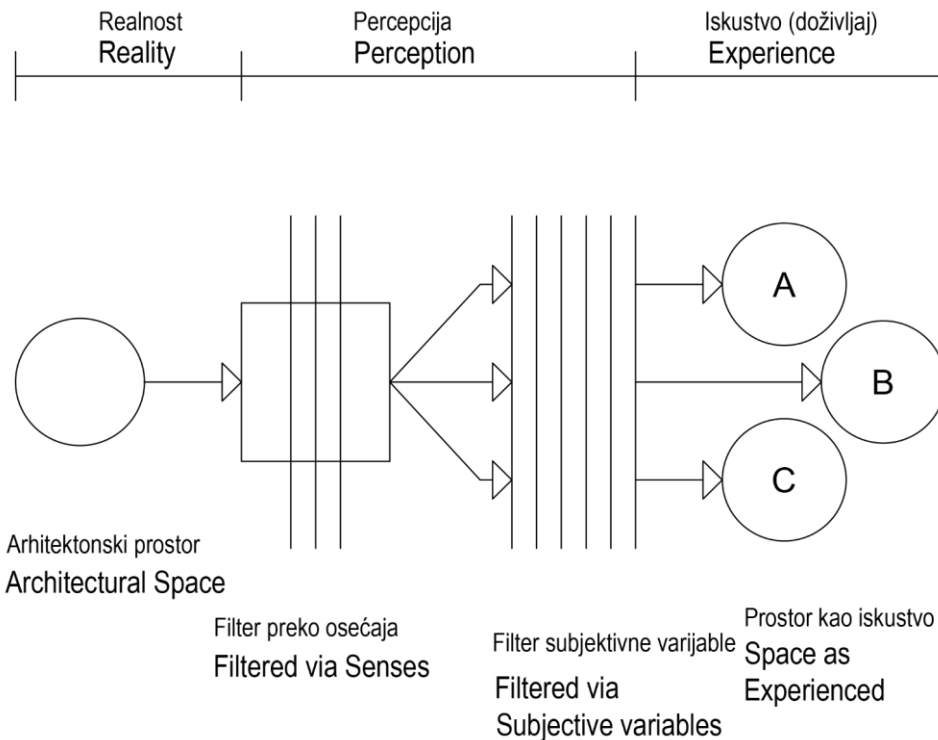 Realnost
Reality
Percepcija
Perception
Iskustvo (doživljaj)
Experience
A
B
C
Arhitektonski prostor
Architectural Space
Filter preko osećaja
Filtered via Senses
Filter subjektivne varijable
Filtered via
Subjective variables
Prostor kao iskustvo
Space as
Experienced